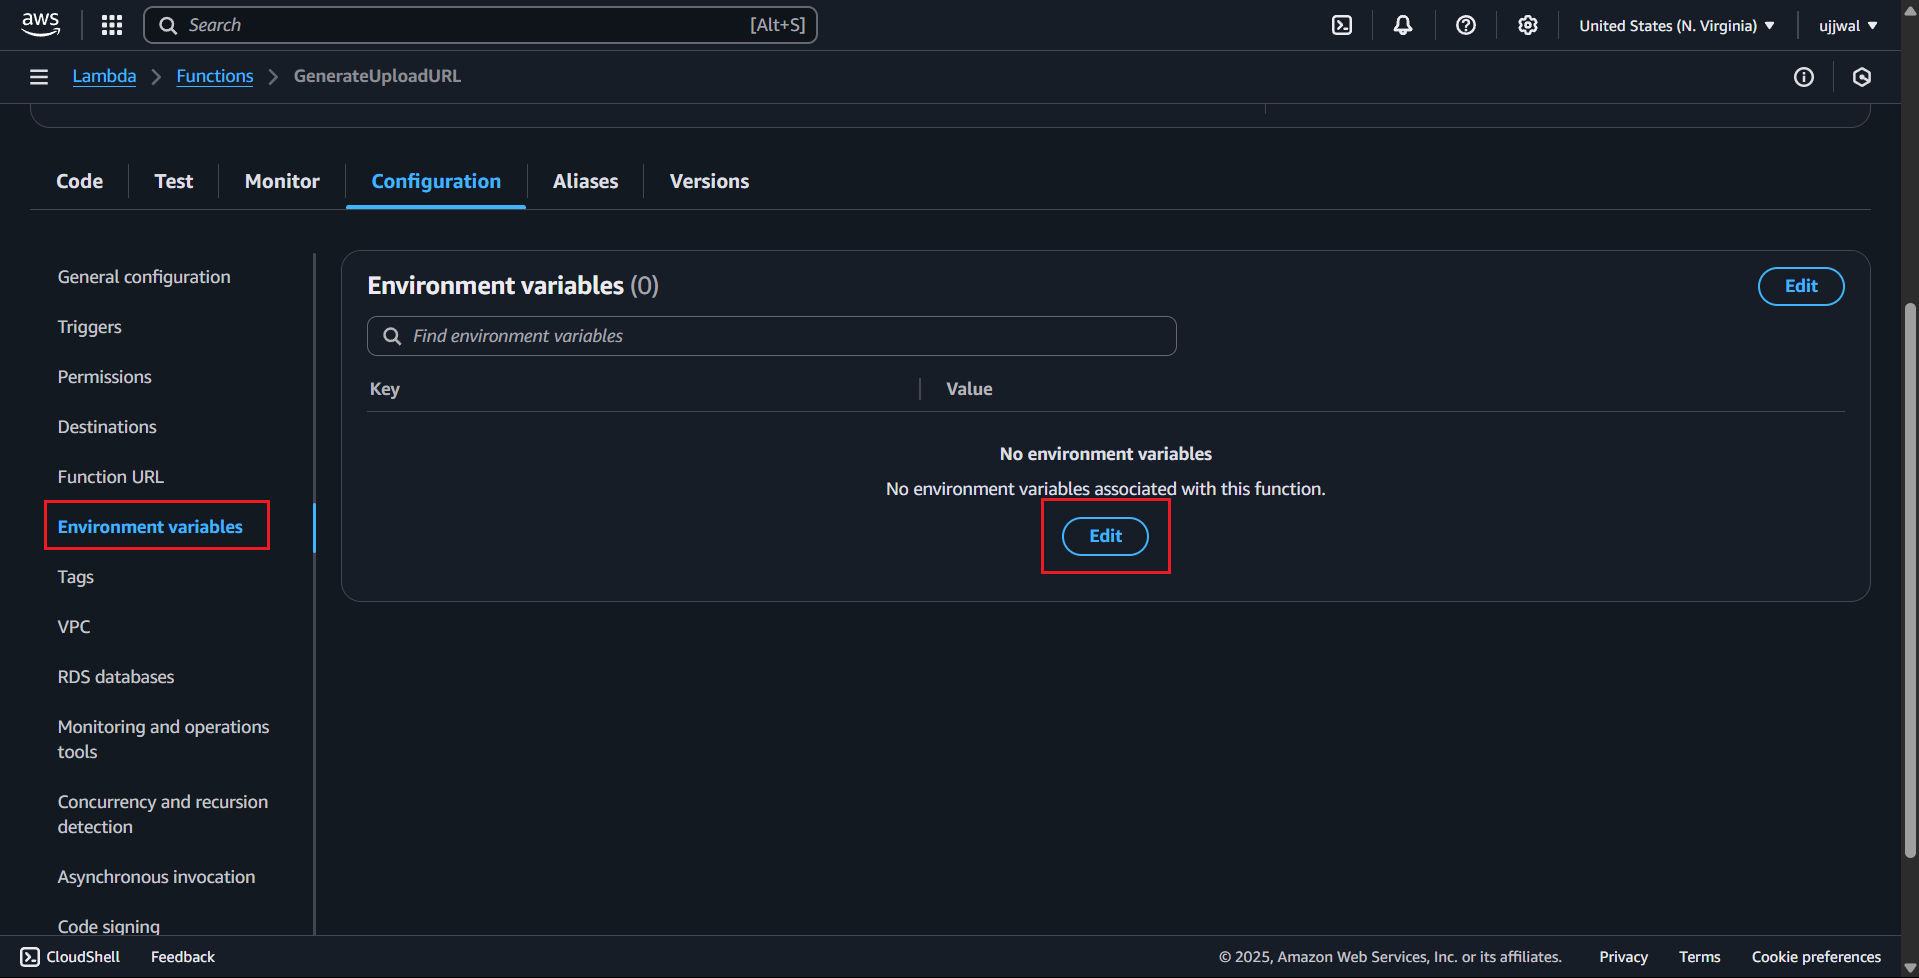 aws
Search [Alt+S]
United States (N. Virginia)
ujjwal
Lambda
Functions
GenerateUploadURL
Code
Test
Monitor
Configuration
Aliases
Versions
General configuration
Triggers
Permissions
Destinations
Function URL
Environment variables
Tags
VPC
RDS databases
Monitoring and operations
tools
Concurrency and recursion
detection
Asynchronous invocation
Code signing
Environment variables (0)
Edit
Find environment variables
Key
Value
No environment variables
No environment variables associated with this function.
Edit
CloudShell
Feedback
© 2025, Amazon Web Services, Inc. or its affiliates.
Privacy
Terms
Cookie preferences